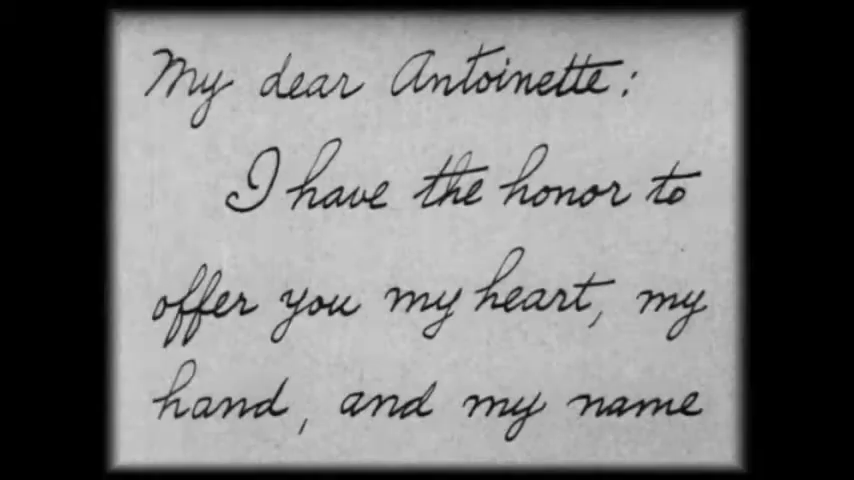 My dear Antoinette:
I have the honor to
offer you my heart, my
hand, and my name